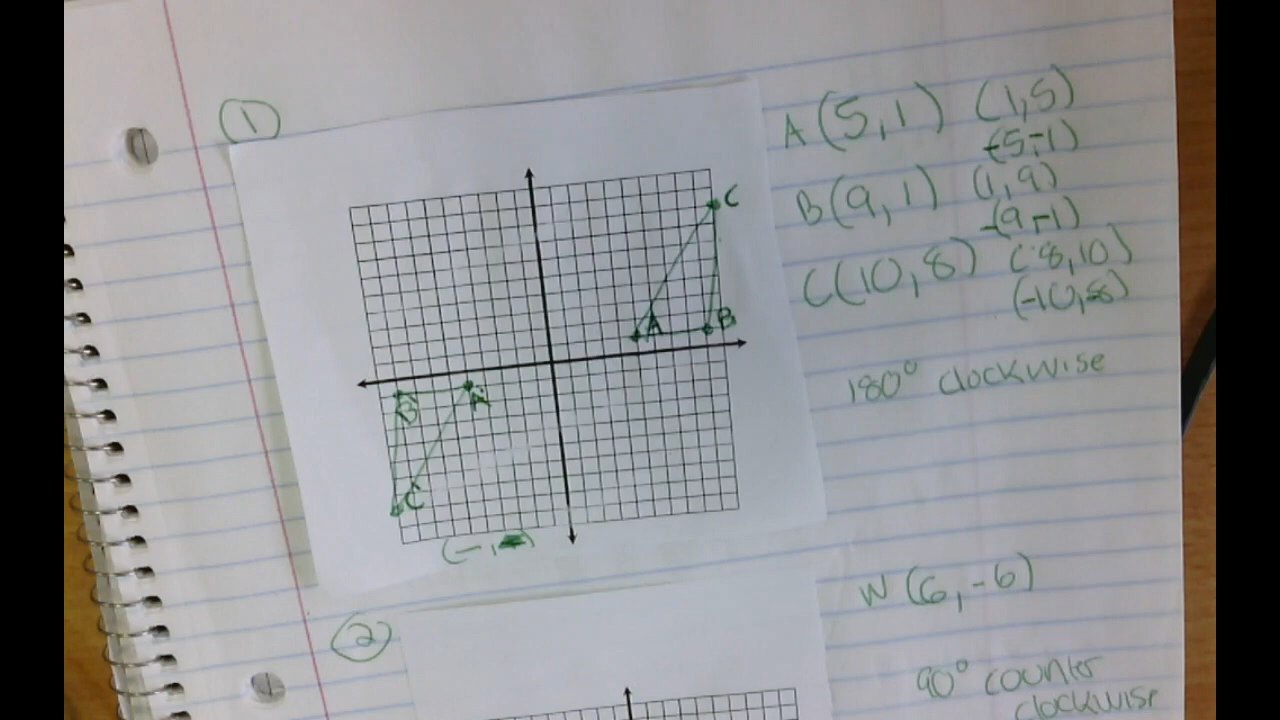 1
A (5,1) (1,5)
(-5,-1)
B (9,1) (1,9)
(-9,-1)
C (10,8) (8,10)
(-10,-8)
180° clockwise
C
A B
B A
C
(-,-)
2
W (6,-6)
90° counter
clockwise